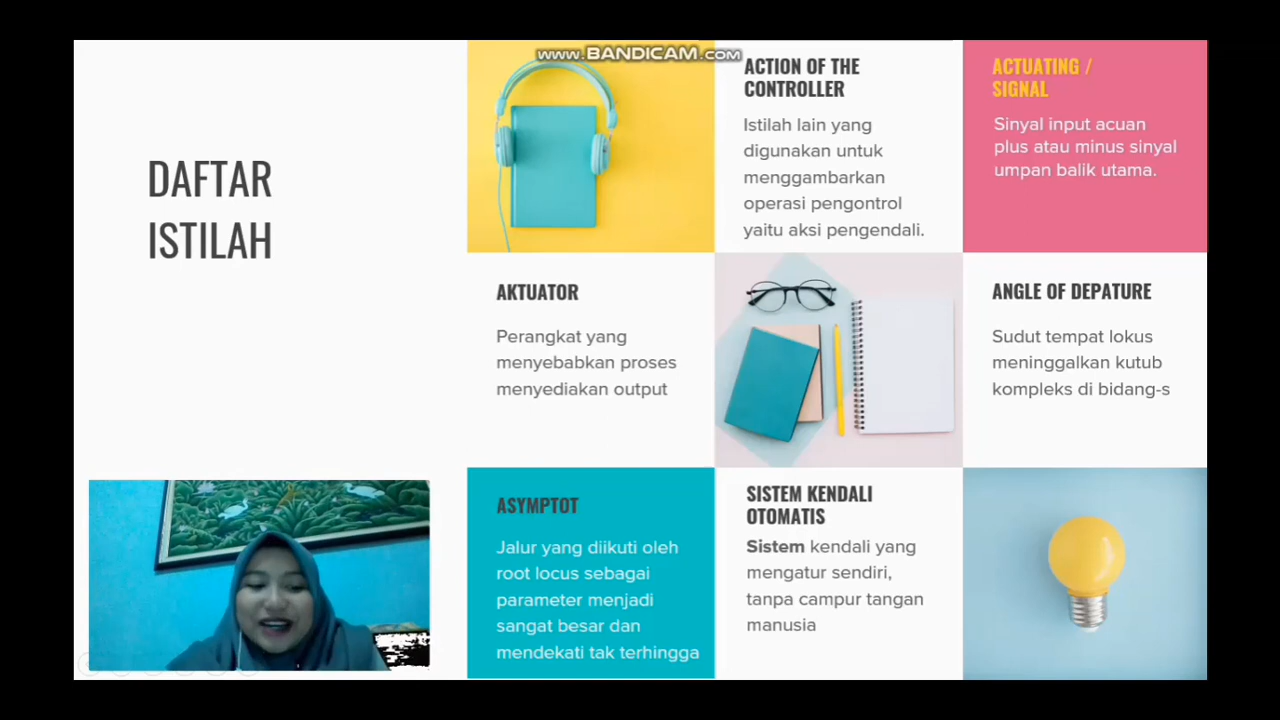 www.BANDICAM.com
DAFTAR
ISTILAH
ACTION OF THE
CONTROLLER
Istilah lain yang
digunakan untuk
menggambarkan
operasi pengontrol
yaitu aksi pengendali.
ACTUATING /
SIGNAL
Sinyal input acuan
plus atau minus sinyal
umpan balik utama.
AKTUATOR
Perangkat yang
menyebabkan proses
menyediakan output
ANGLE OF DEPATURE
Sudut tempat lokus
meninggalkan kutub
kompleks di bidang-s
ASYMPTOT
Jalur yang diikuti oleh
root locus sebagai
parameter menjadi
sangat besar dan
mendekati tak terhingga
SISTEM KENDALI
OTOMATIS
Sistem kendali yang
mengatur sendiri,
tanpa campur tangan
manusia